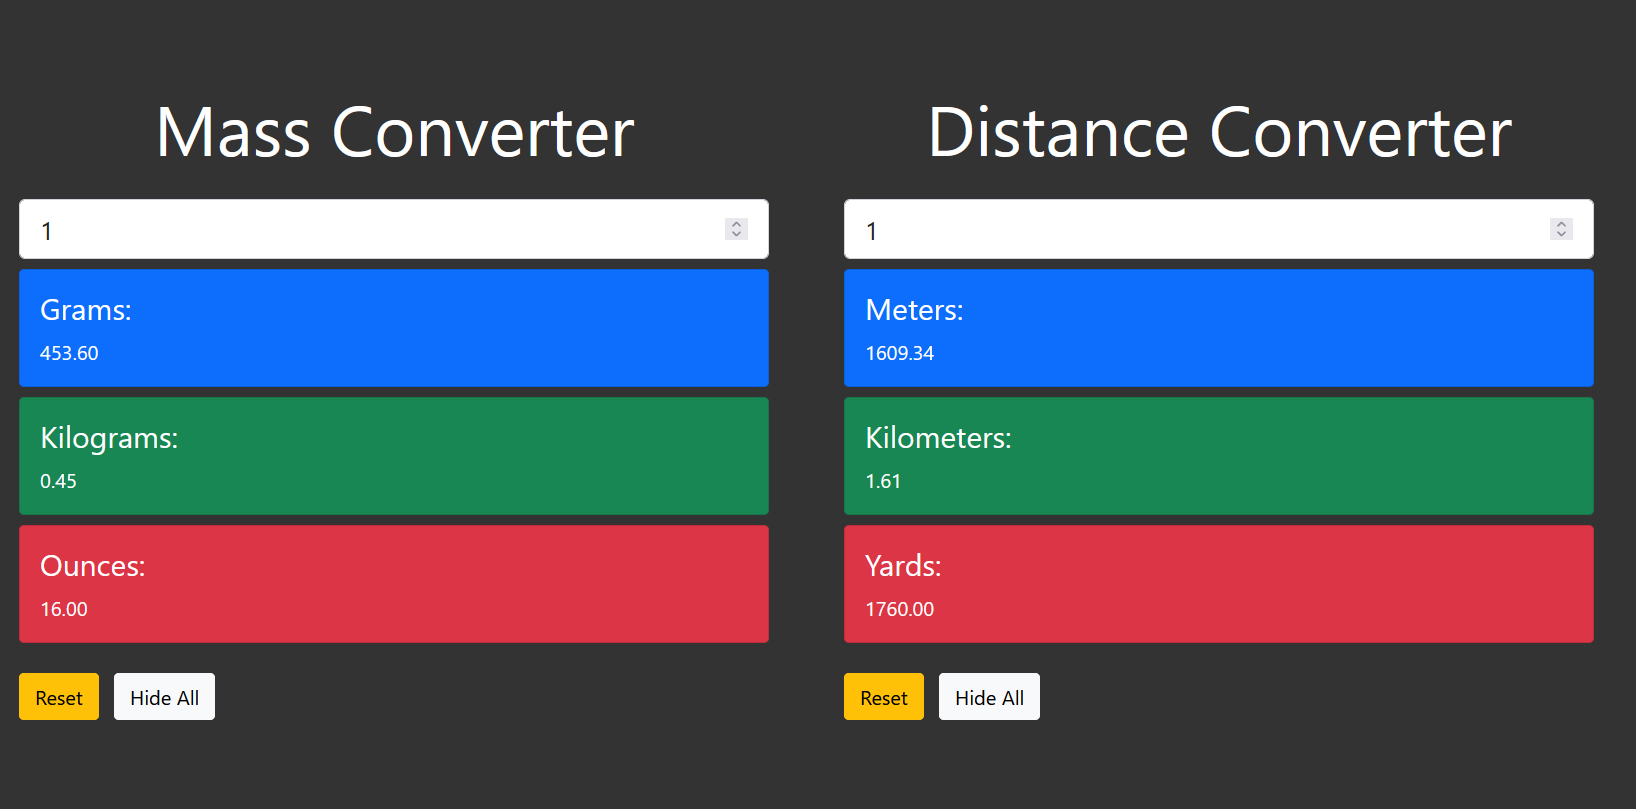 Mass Converter
1
Grams:
453.60
Kilograms:
0.45
Ounces:
16.00
Reset
Hide All
Distance Converter
1
Meters:
1609.34
Kilometers:
1.61
Yards:
1760.00
Reset
Hide All